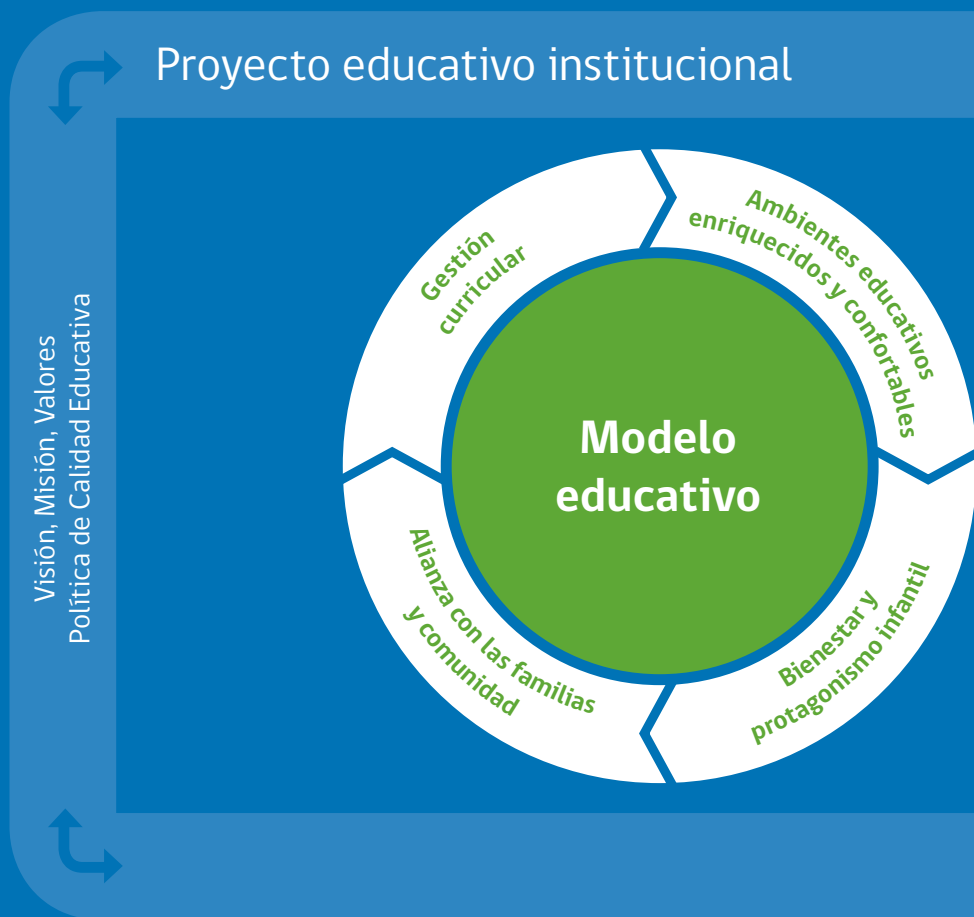 Proyecto educativo institucional
Visión, Misión, Valores
Política de Calidad Educativa
Gestión
curricular
Ambientes educativos
enriquecidos y confortables
Modelo
educativo
Alianza con las familias
y comunidad
Bienestar y
protagonismo infantil